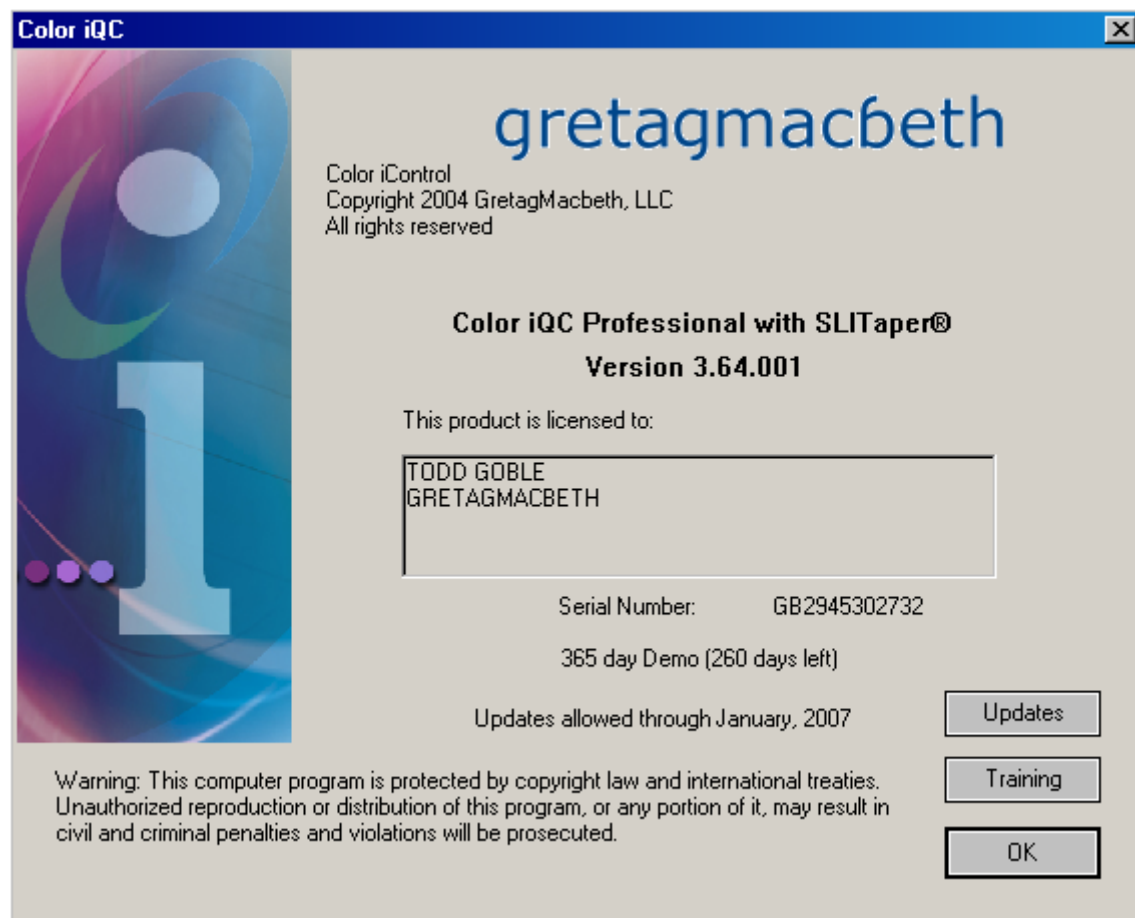 Color iQC
gretagmacbeth
Color iControl
Copyright 2004 GretagMacbeth, LLC
All rights reserved
Color iQC Professional with SLITaper®
Version 3.64.001
This product is licensed to:
TODD GOBLE
GRETAGMACBETH
Serial Number: GB2945302732
365 day Demo (260 days left)
Updates allowed through January, 2007
Updates
Training
OK
Warning: This computer program is protected by copyright law and international treaties.
Unauthorized reproduction or distribution of this program, or any portion of it, may result in
civil and criminal penalties and violations will be prosecuted.